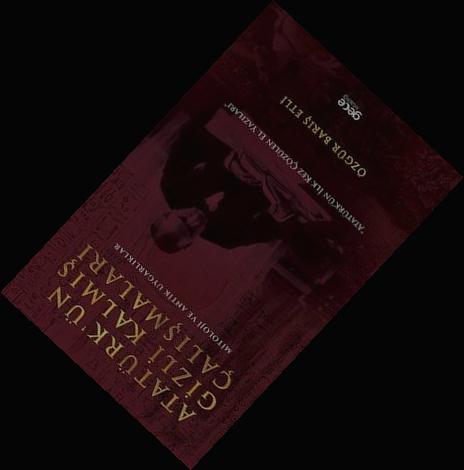 ATATÜRK'ÜN
GİZLİ KALMIŞ
ÇALIŞMALARI
MİTOLOJİ VE ANTİK UYGARLIKLAR
"ATATÜRK'ÜN İLK KEZ ÇÖZÜLEN EL YAZILARI"
ÖZGÜR BARIŞ ETLİ
gece